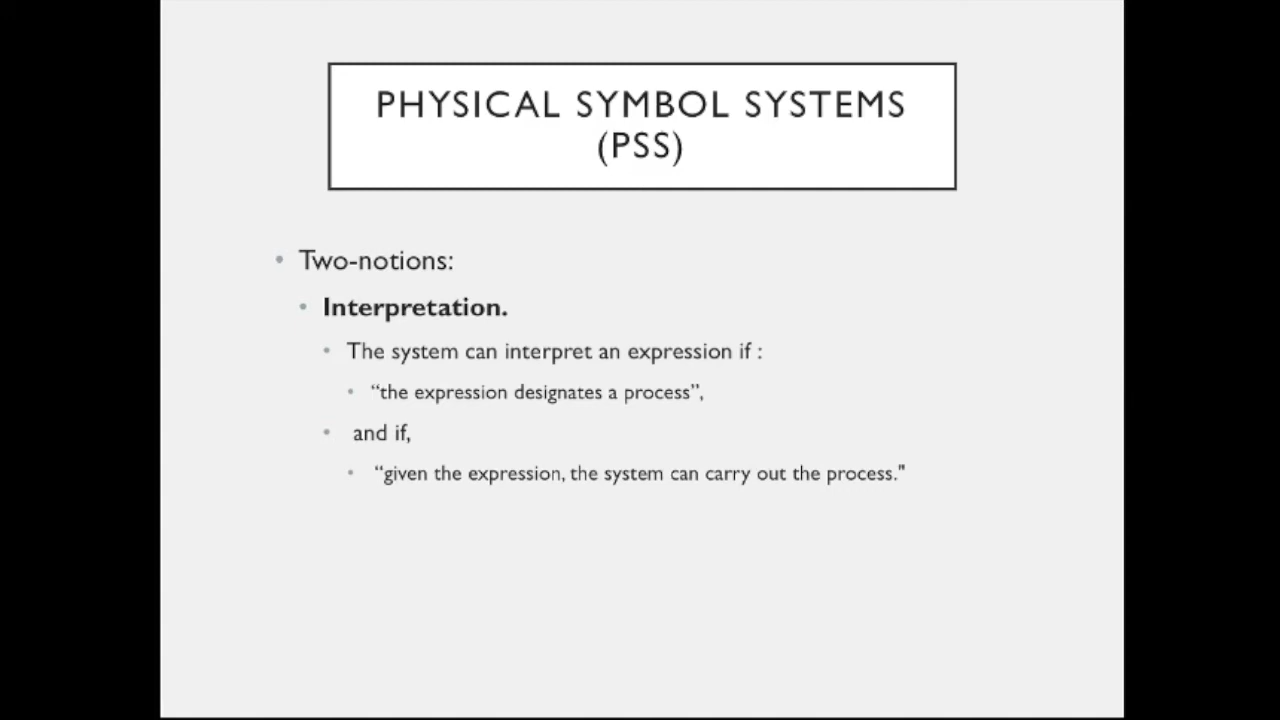 PHYSICAL SYMBOL SYSTEMS
(PSS)
• Two-notions:
• Interpretation.
• The system can interpret an expression if :
• “the expression designates a process”,
• and if,
• “given the expression, the system can carry out the process."